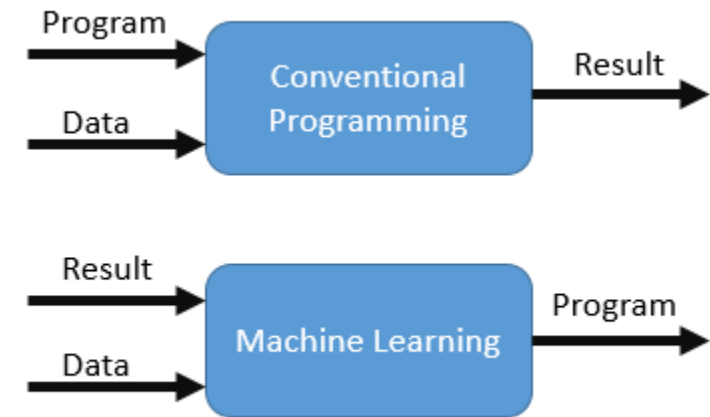 Program
Data
Conventional
Programming
Result
Result
Data
Machine Learning
Program